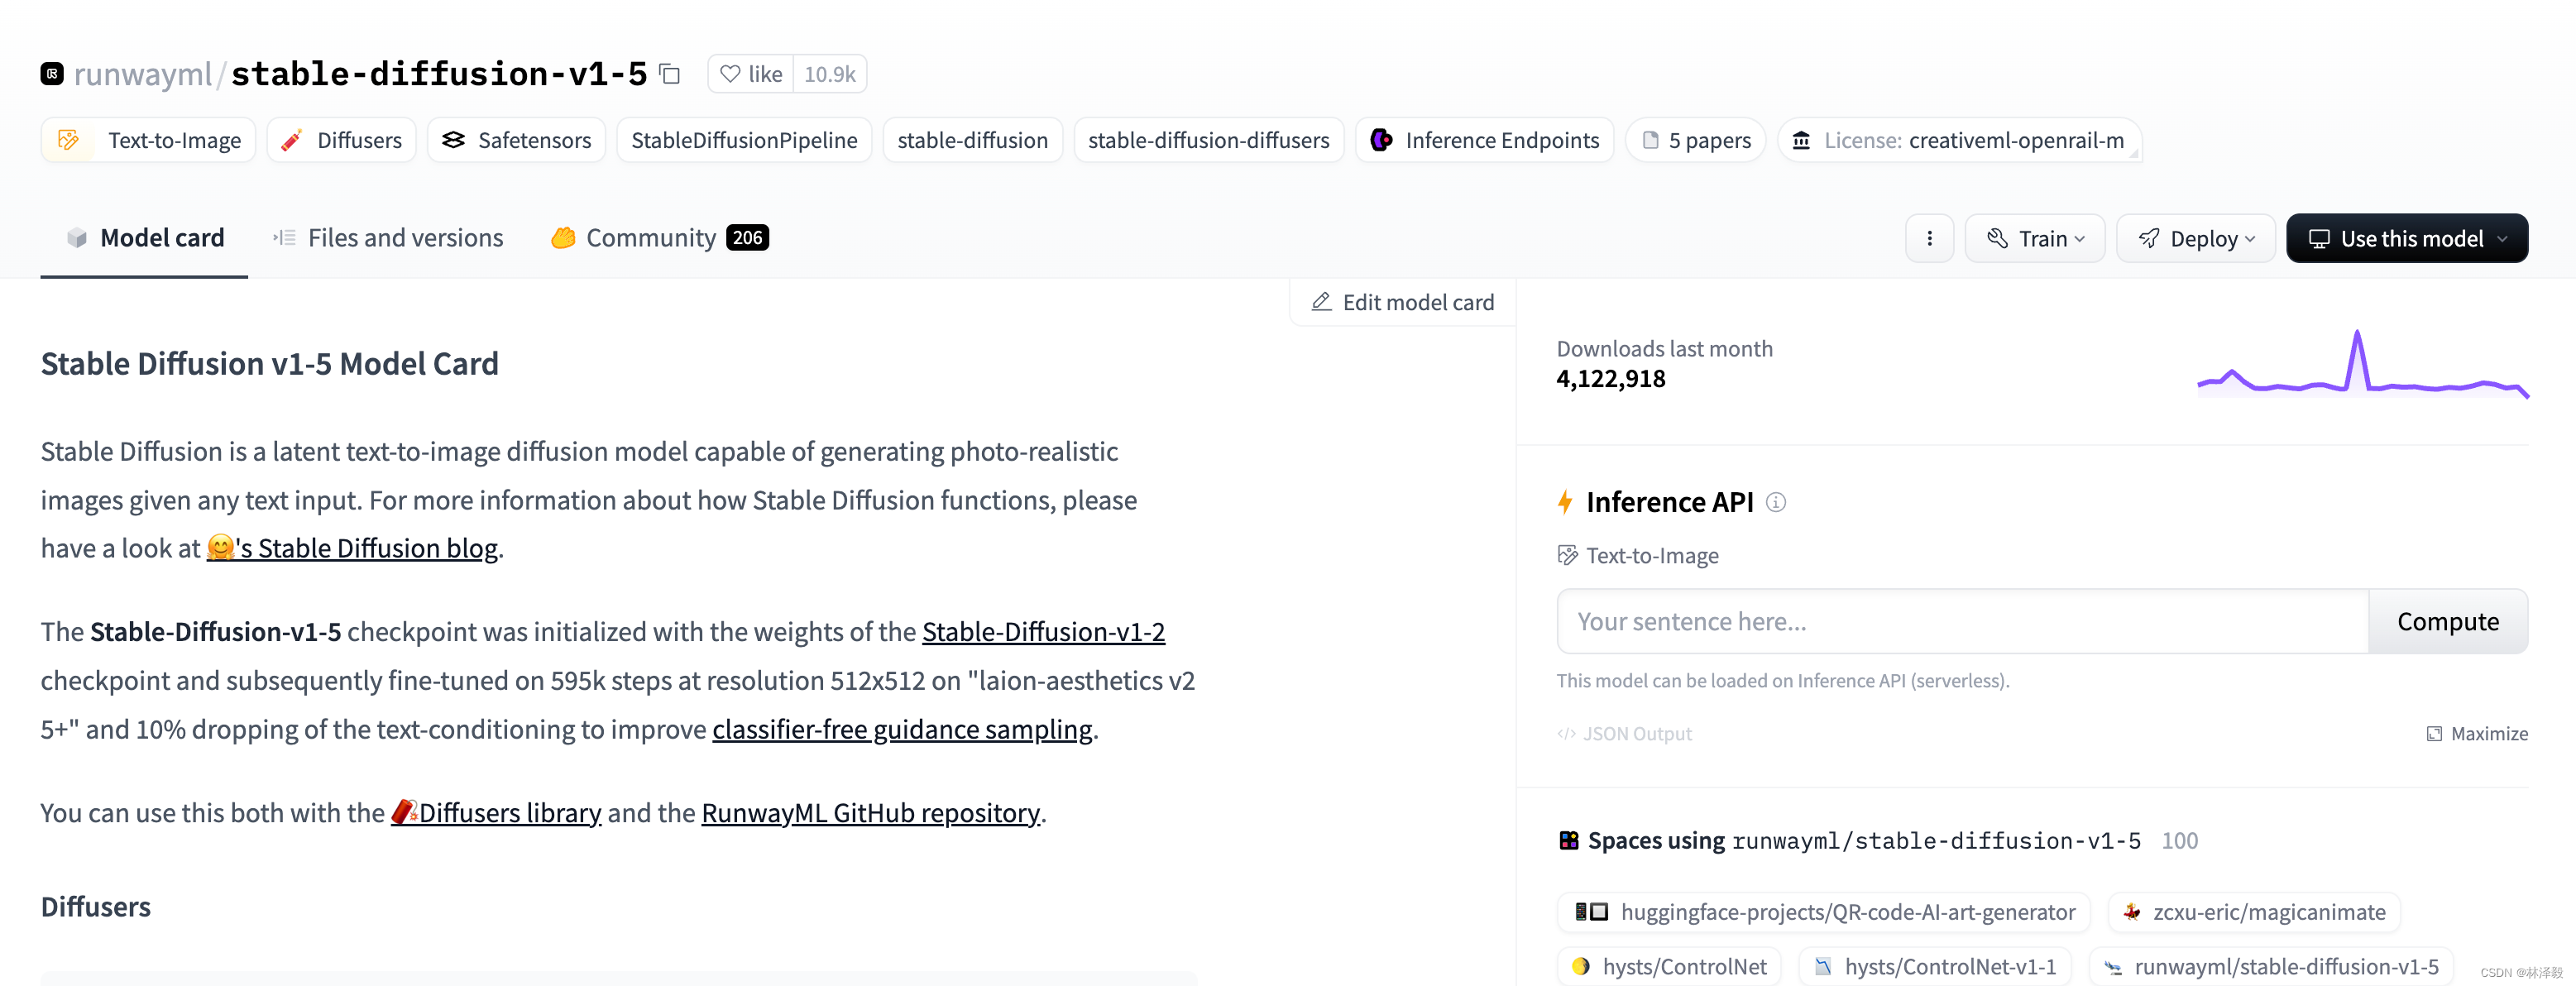 runwayml/stable-diffusion-v1-5 like 10.9k
Text-to-Image Diffusers Safetensors StableDiffusionPipeline stable-diffusion stable-diffusion-diffusers Inference Endpoints 5 papers License: creativeml-openrail-m
Model card Files and versions Community 206 Train Deploy Use this model
Edit model card
Stable Diffusion v1-5 Model Card
Stable Diffusion is a latent text-to-image diffusion model capable of generating photo-realistic
images given any text input. For more information about how Stable Diffusion functions, please
have a look at 🤗's Stable Diffusion blog.
The Stable-Diffusion-v1-5 checkpoint was initialized with the weights of the Stable-Diffusion-v1-2
checkpoint and subsequently fine-tuned on 595k steps at resolution 512x512 on "laion-aesthetics v2
5+" and 10% dropping of the text-conditioning to improve classifier-free guidance sampling.
You can use this both with the 🧨Diffusers library and the RunwayML GitHub repository.
Diffusers
Downloads last month
4,122,918
Inference API
Text-to-Image
Your sentence here... Compute
This model can be loaded on Inference API (serverless).
JSON Output Maximize
Spaces using runwayml/stable-diffusion-v1-5 100
huggingface-projects/QR-code-AI-art-generator zcxu-eric/magicanimate
hysts/ControlNet hysts/ControlNet-v1-1 runwayml/stable-diffusion-v1-5
CSDN @林泽毅